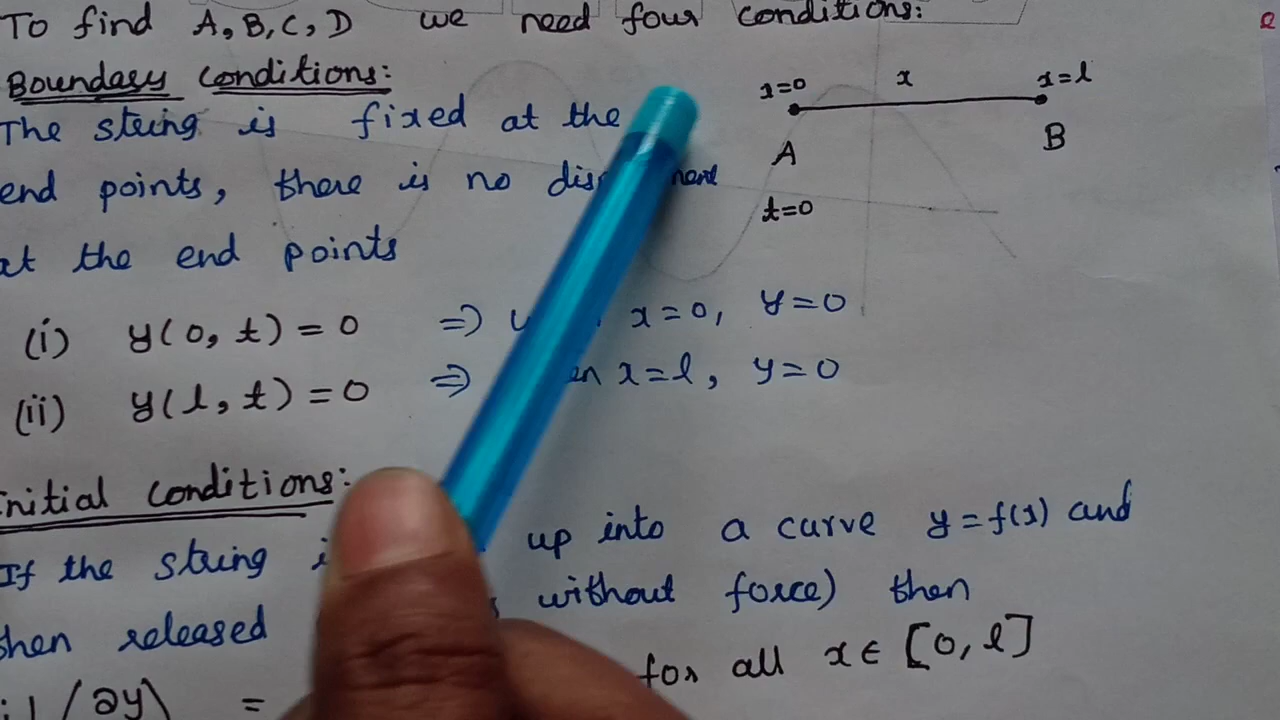 To find A, B, C, D we need four conditions:
Boundary conditions:
The string is fixed at the
end points, there is no
at the end points
x=0 x x=l
A B
t=0
(i) y(0, t) = 0 ⇒ x=0, y=0
(ii) y(l, t) = 0 ⇒ x=l, y=0
Initial conditions:
If the string up into a curve y=f(x) and
then released without force) then
for all x∈ [0, l]
(∂y) =